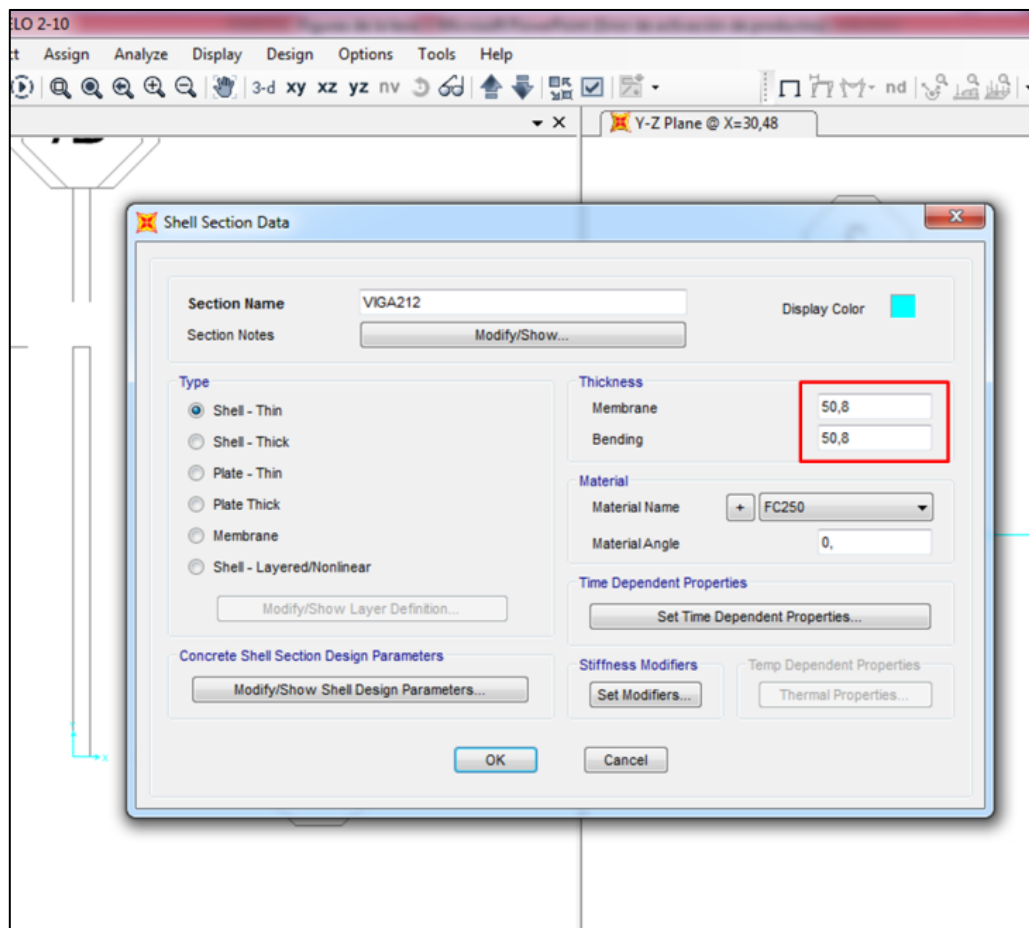 ELO 2-10
ct Assign Analyze Display Design Options Tools Help
3-d xy xz yz nv nd
Y-Z Plane @ X=30,48
Shell Section Data
Section Name VIGA212 Display Color
Section Notes Modify/Show...
Type
Shell - Thin
Shell - Thick
Plate - Thin
Plate Thick
Membrane
Shell - Layered/Nonlinear
Modify/Show Layer Definition...
Concrete Shell Section Design Parameters
Modify/Show Shell Design Parameters...
Thickness
Membrane 50,8
Bending 50,8
Material
Material Name + FC250
Material Angle 0,
Time Dependent Properties
Set Time Dependent Properties...
Stiffness Modifiers
Set Modifiers...
Temp Dependent Properties
Thermal Properties...
OK Cancel
Y
X